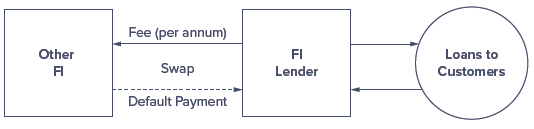 Other
FI
Fee (per annum)
Swap
Default Payment
FI
Lender
Loans to
Customers